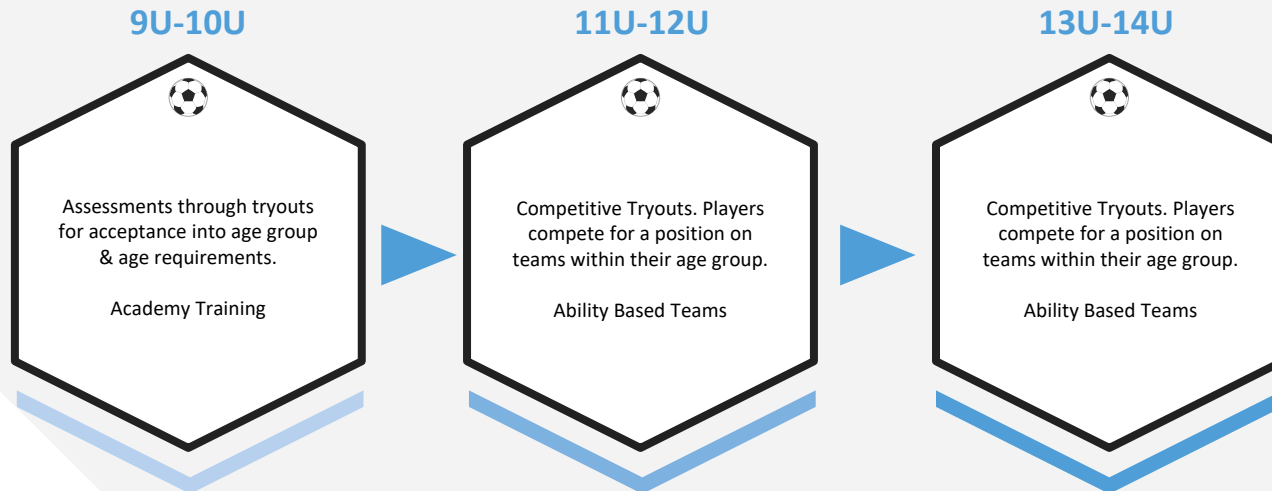 9U-10U
Assessments through tryouts
for acceptance into age group
& age requirements.
Academy Training
11U-12U
Competitive Tryouts. Players
compete for a position on
teams within their age group.
Ability Based Teams
13U-14U
Competitive Tryouts. Players
compete for a position on
teams within their age group.
Ability Based Teams